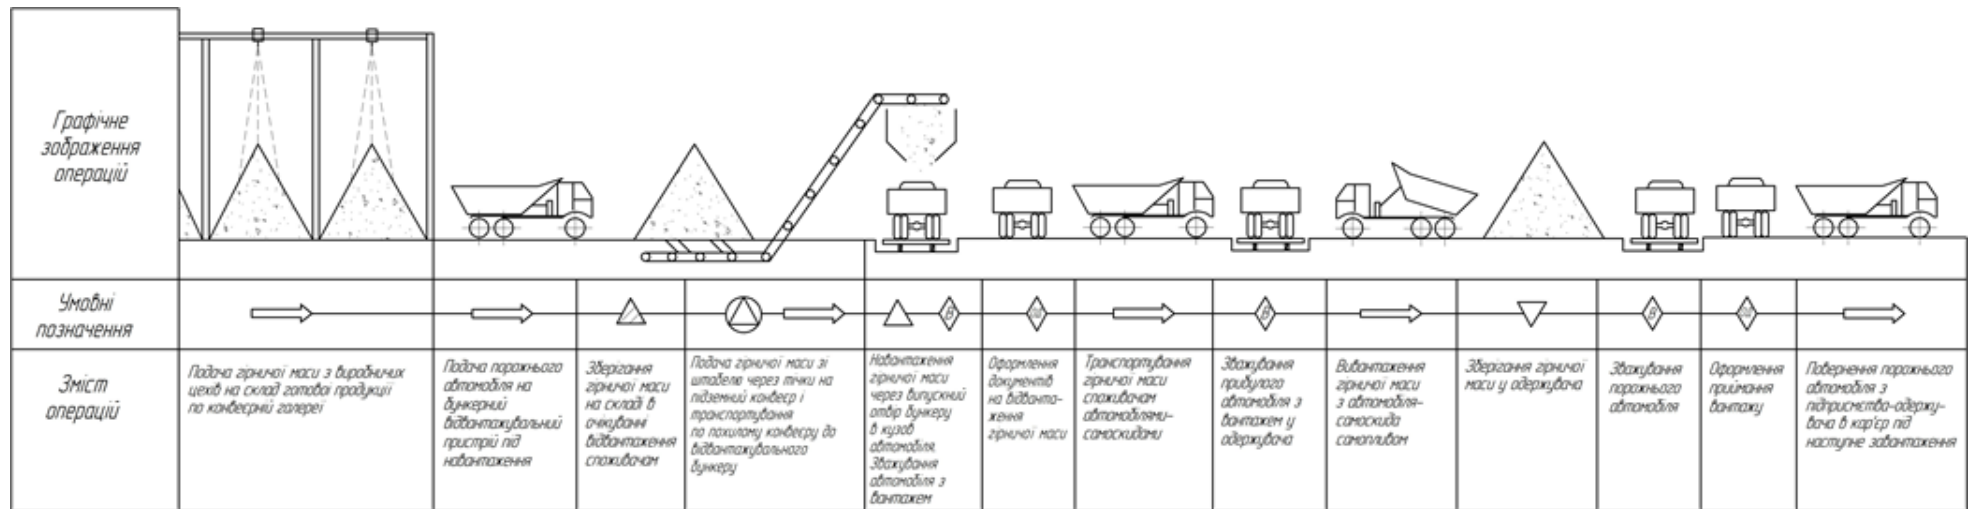 Графічне
зображення
операцій
Умовні
позначення
В
В
В
Зміст
операцій
Подача гірничої маси з виробничих
цехів на склад готової продукції
по конвеєрній галереї
Подача порожнього
автомобіля на
бункерний
відвантажувальний
пристрій під
навантаження
Зберігання
гірничої маси
на складі в
очікуванні
відвантаження
споживачам
Подача гірничої маси зі
штабелю через тічки на
підземний конвеєр і
транспортування
по похилому конвеєру до
відвантажувального
бункеру
Навантаження
гірничої маси
через випускний
отвір бункеру
в кузов
автомобіля.
Зважування
автомобіля з
вантажем
Оформлення
документів
на відванта-
ження
гірничої маси
Транспортування
гірничої маси
споживачам
автомобілями-
самоскидами
Зважування
прибулого
автомобіля з
вантажем у
одержувача
Вивантаження
гірничої маси
з автомобіля-
самоскида
самопливом
Зберігання гірничої
маси у одержувача
Зважування
порожнього
автомобіля
Оформлення
приймання
вантажу
Повернення порожнього
автомобіля з
підприємства-одержу-
вача в кар'єр під
наступне завантаження